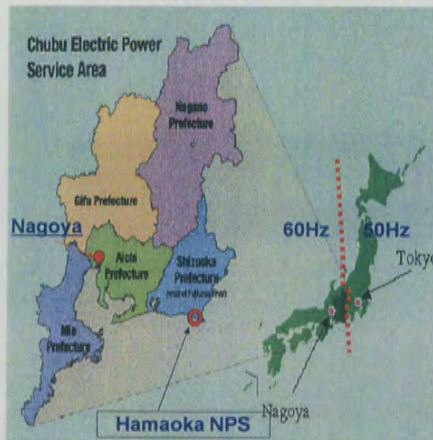 Chubu Electric Power
Service Area
Nagano
Prefecture
Gifu Prefecture
Nagoya
Aichi
Prefecture
Shizuoka
Prefecture
Mie
Prefecture
Hamaoka NPS
60Hz
50Hz
Tokyo
Nagoya